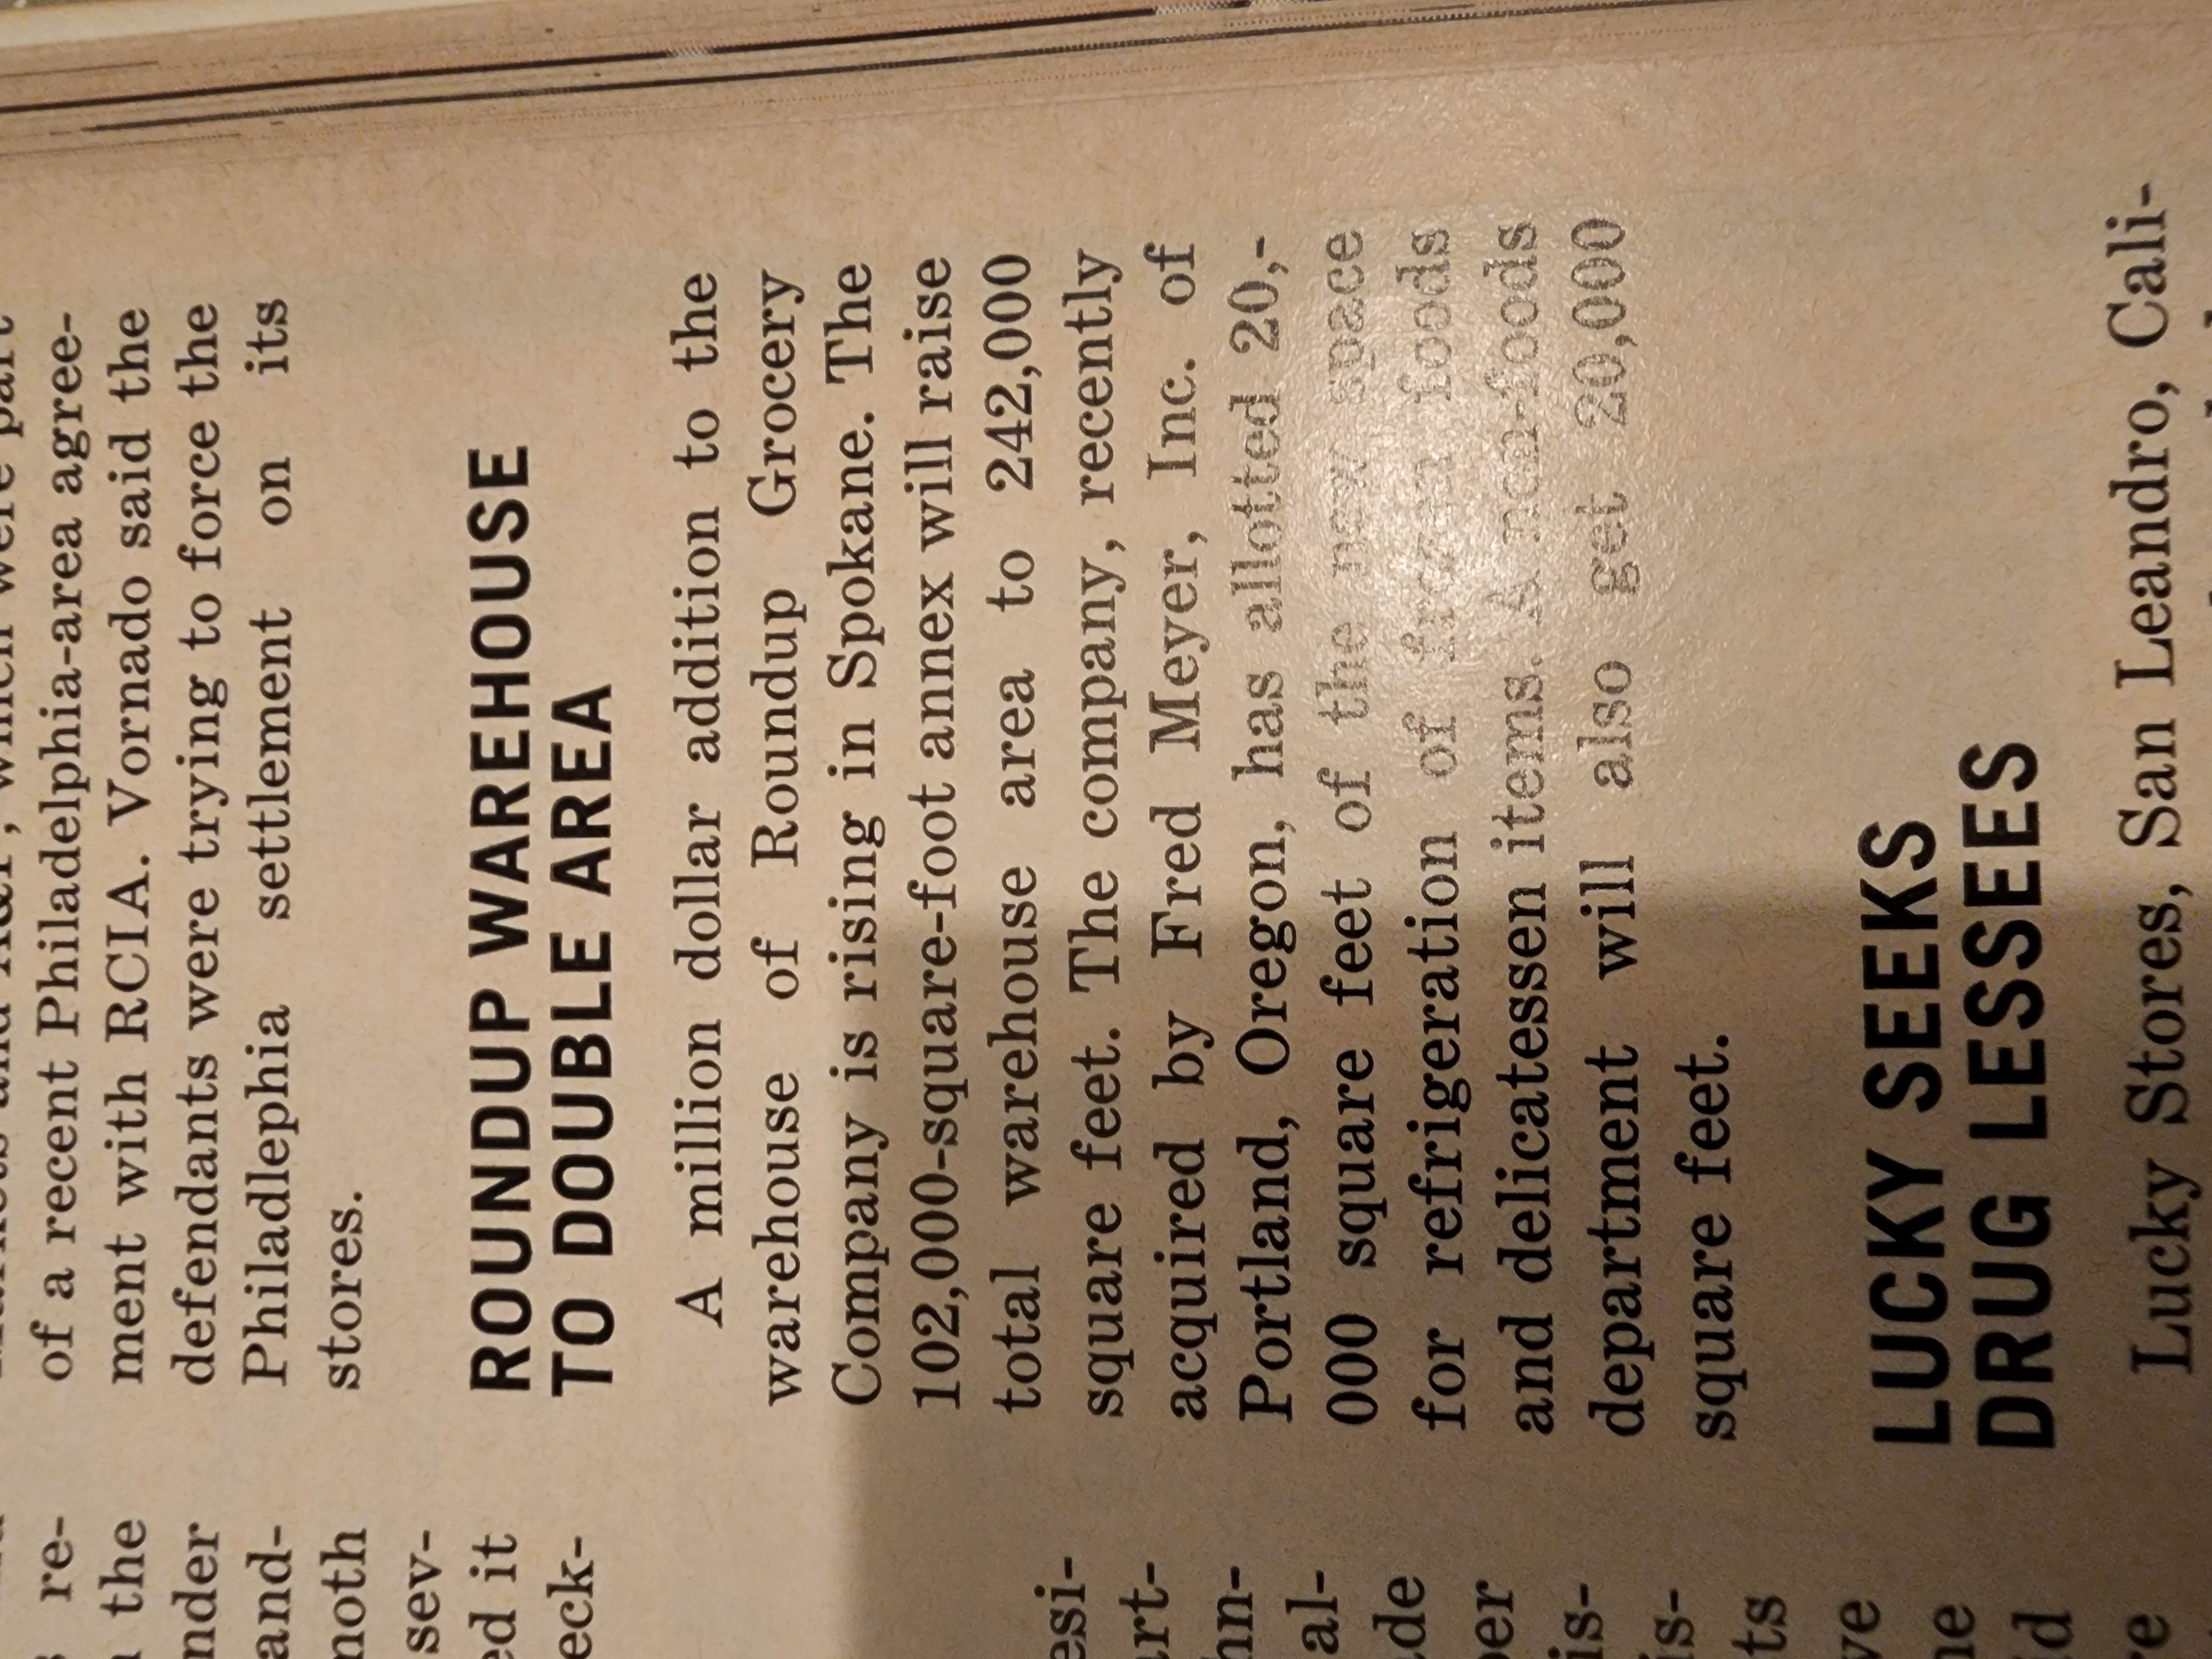 of a recent Philadelphia-area agree-
ment with RCIA. Vornado said the
defendants were trying to force the
Philadlephia settlement on its
stores.
ROUNDUP WAREHOUSE
TO DOUBLE AREA
A million dollar addition to the
warehouse of Roundup Grocery
Company is rising in Spokane. The
102,000-square-foot annex will raise
total warehouse area to 242,000
square feet. The company, recently
acquired by Fred Meyer, Inc. of
Portland, Oregon, has allotted 20,-
000 square feet of the new space
for refrigeration of frozen foods
and delicatessen items. A non-foods
department will also get 20,000
square feet.
LUCKY SEEKS
DRUG LESSEES
Lucky Stores, San Leandro, Cali-